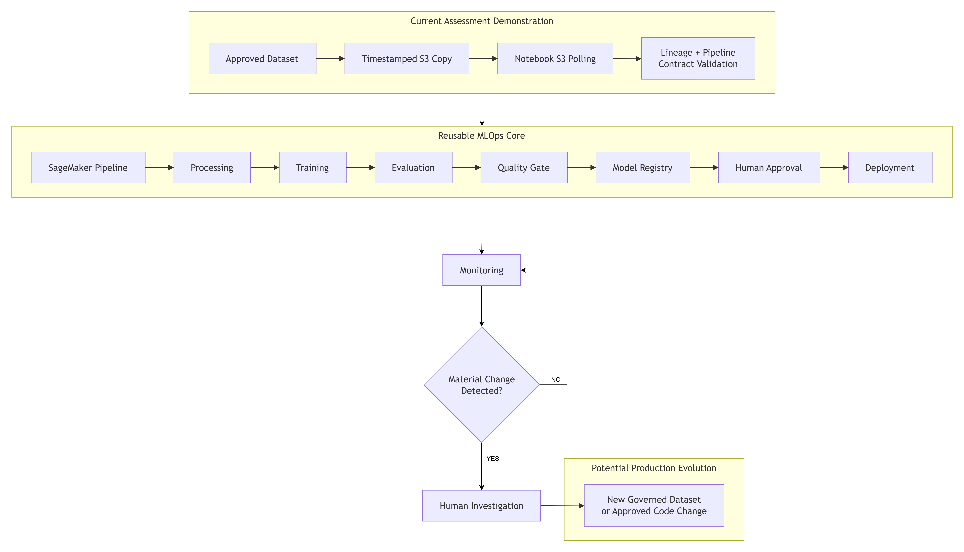 Current Assessment Demonstration
Approved Dataset
Timestamped S3 Copy
Notebook S3 Polling
Lineage + Pipeline
Contract Validation
Reusable MLOps Core
SageMaker Pipeline
Processing
Training
Evaluation
Quality Gate
Model Registry
Human Approval
Deployment
Monitoring
Material Change
Detected?
NO
YES
Potential Production Evolution
Human Investigation
New Governed Dataset
or Approved Code Change